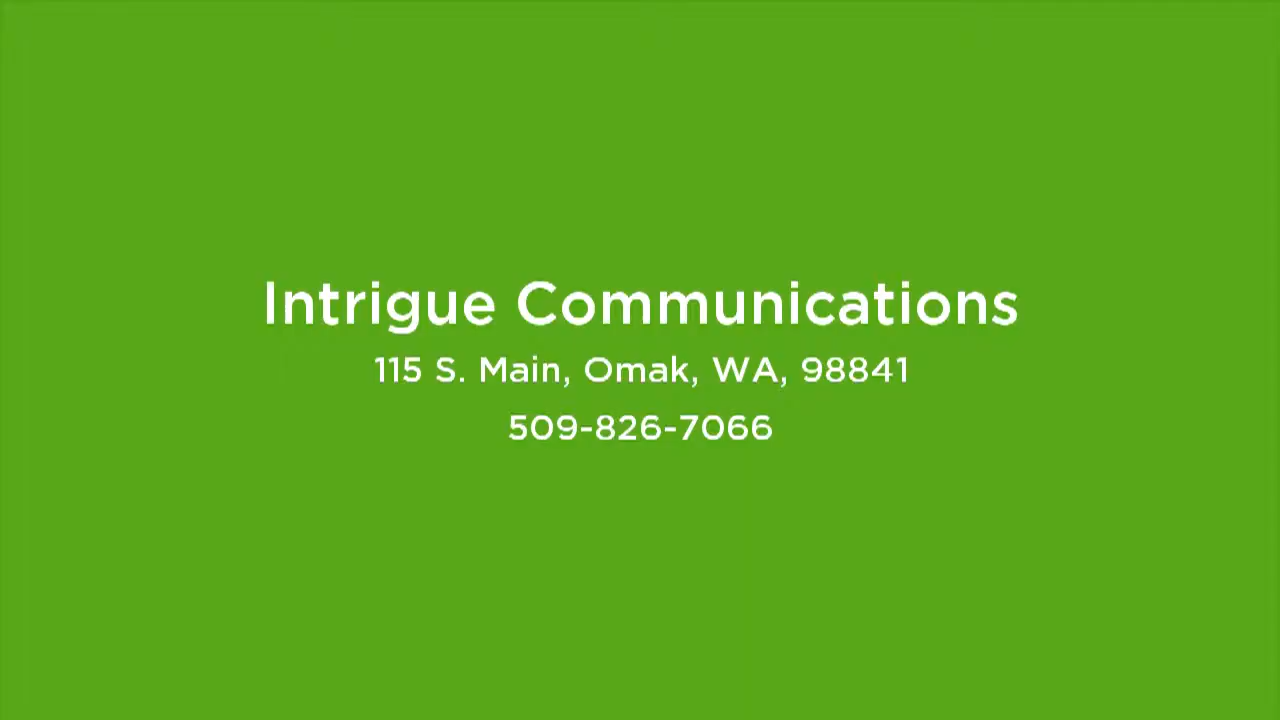 Intrigue Communications
115 S. Main, Omak, WA, 98841
509-826-7066